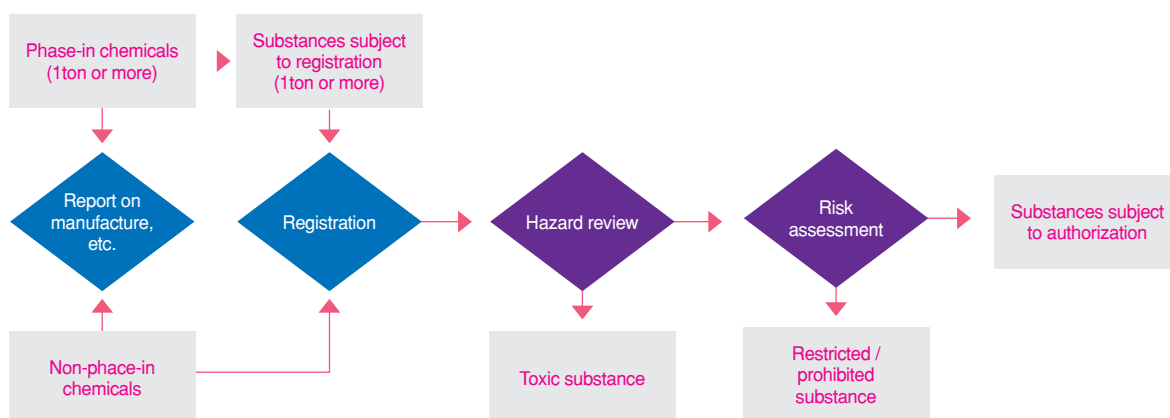 Phase-in chemicals
(1ton or more)
Substances subject
to registration
(1ton or more)
Report on
manufacture,
etc.
Registration
Hazard review
Risk
assessment
Substances subject
to authorization
Non-phace-in
chemicals
Toxic substance
Restricted /
prohibited
substance